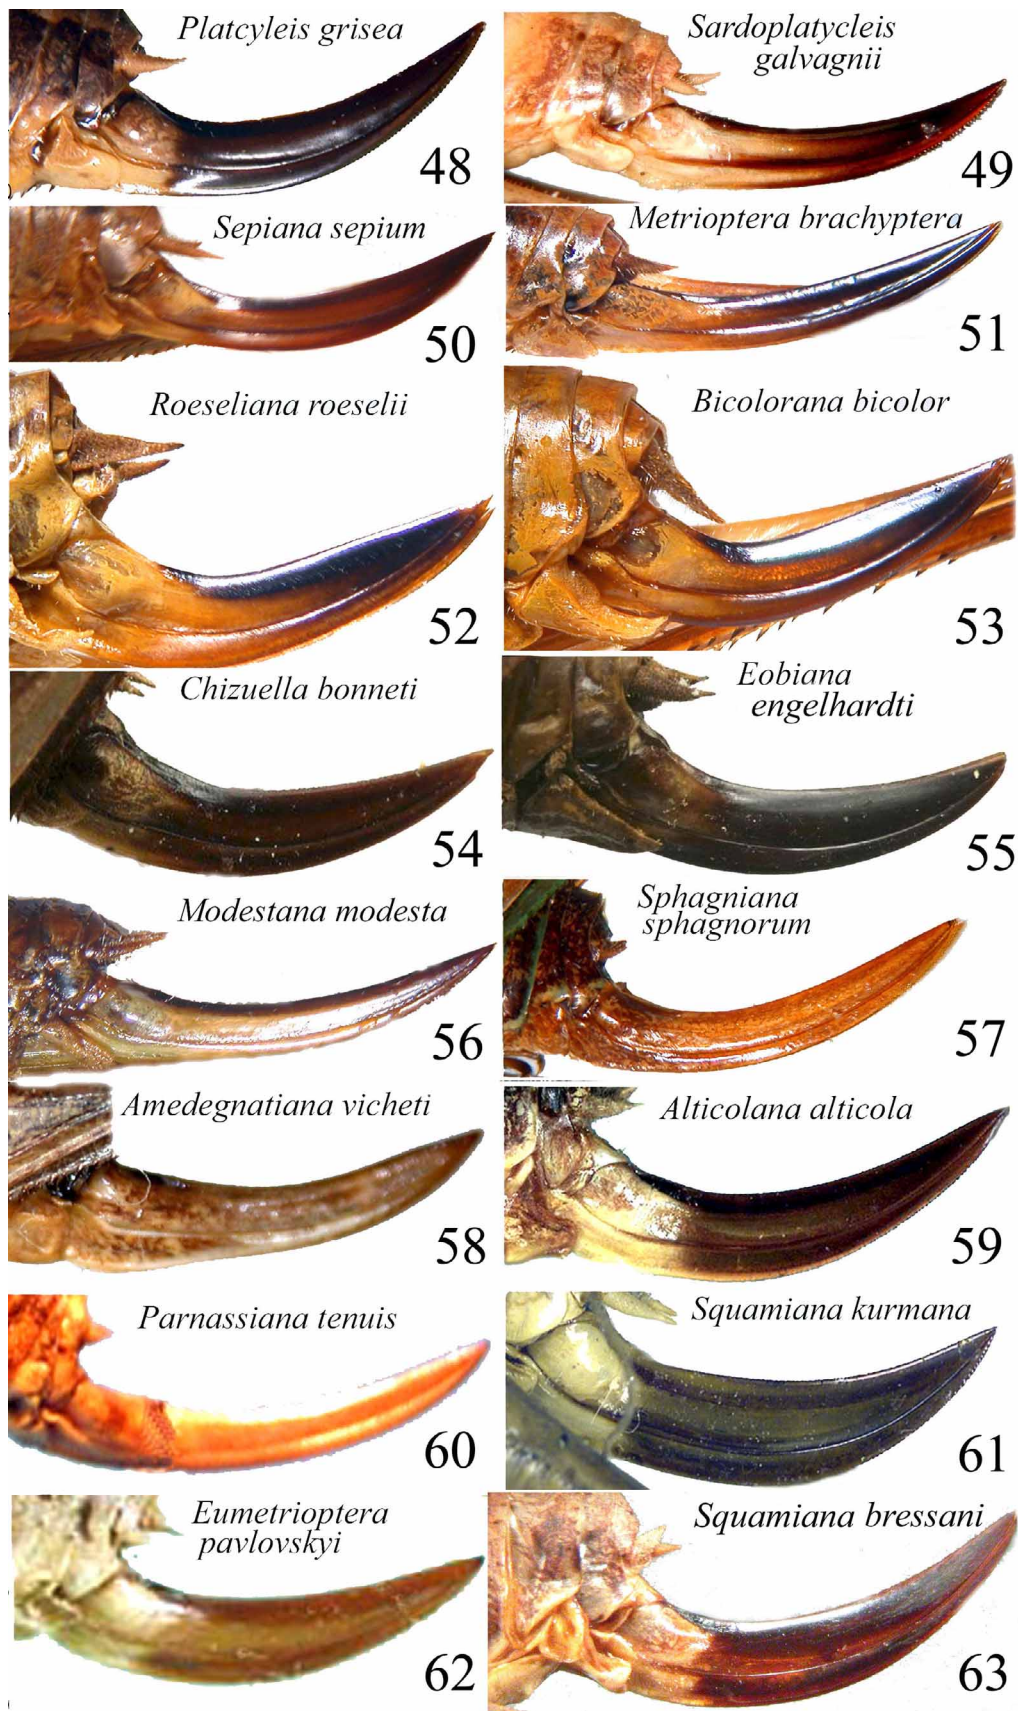 Platcyleis grisea
48
Sardoplatycleis
galvagnii
49
Sepiana sepium
50
Metrioptera brachyptera
51
Roeseliana roeselii
52
Bicolorana bicolor
53
Chizuella bonneti
54
Eobiana
engelhardti
55
Modestana modesta
56
Sphagniana
sphagnorum
57
Amedegnatiana vicheti
58
Alticolana alticola
59
Parnassiana tenuis
60
Squamiana kurmana
61
Eumetrioptera
pavlovskyi
62
Squamiana bressani
63